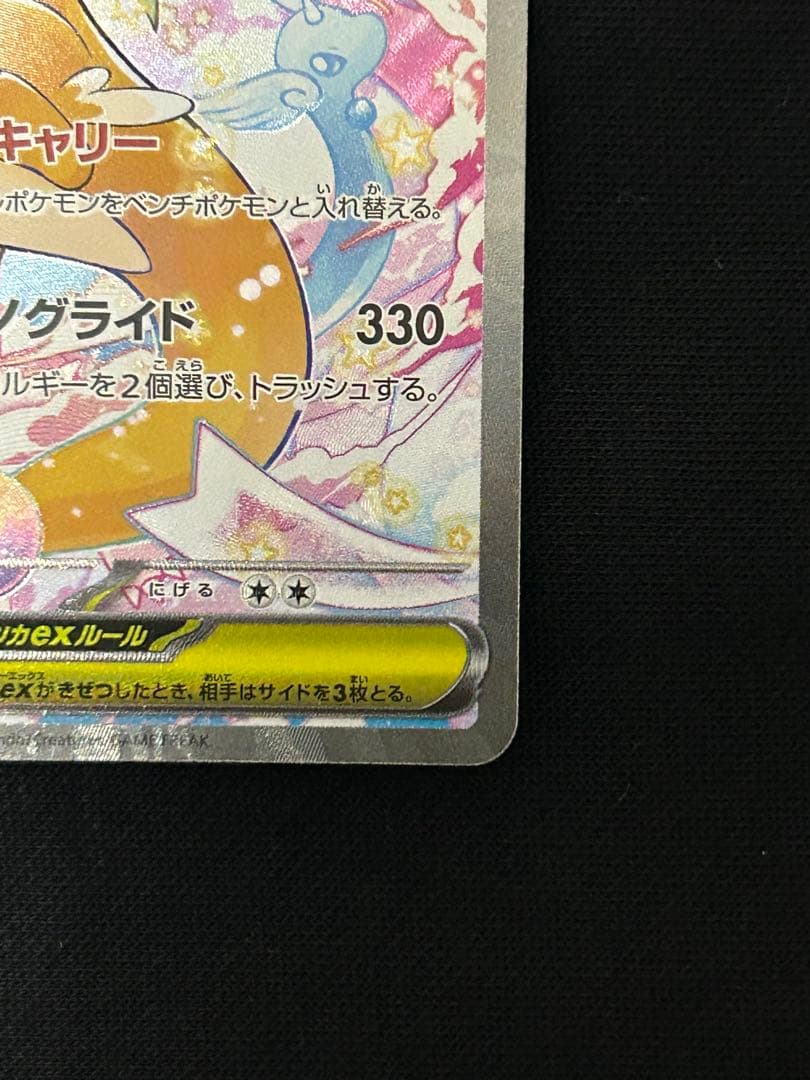 キャリー
ポケモンをベンチポケモンと入れ替える。
グライド 330
ルギーを2個選び、トラッシュする。
にげる
exルール
exがきぜつしたとき、相手はサイドを3枚とる。
Creatures/GAME FREAK